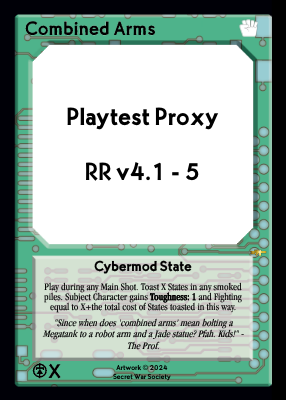 Combined Arms
Playtest Proxy
RR v4.1 - 5
Cybermod State
Play during any Main Shot. Toast X States in any smoked
piles. Subject Character gains Toughness: 1 and Fighting
equal to X+the total cost of States toasted in this way.
"Since when does 'combined arms' mean bolting a
Megatank to a robot arm and a Jade statue? Pfah. Kids!" -
The Prof.
X
Artwork © 2024
Secret War Society